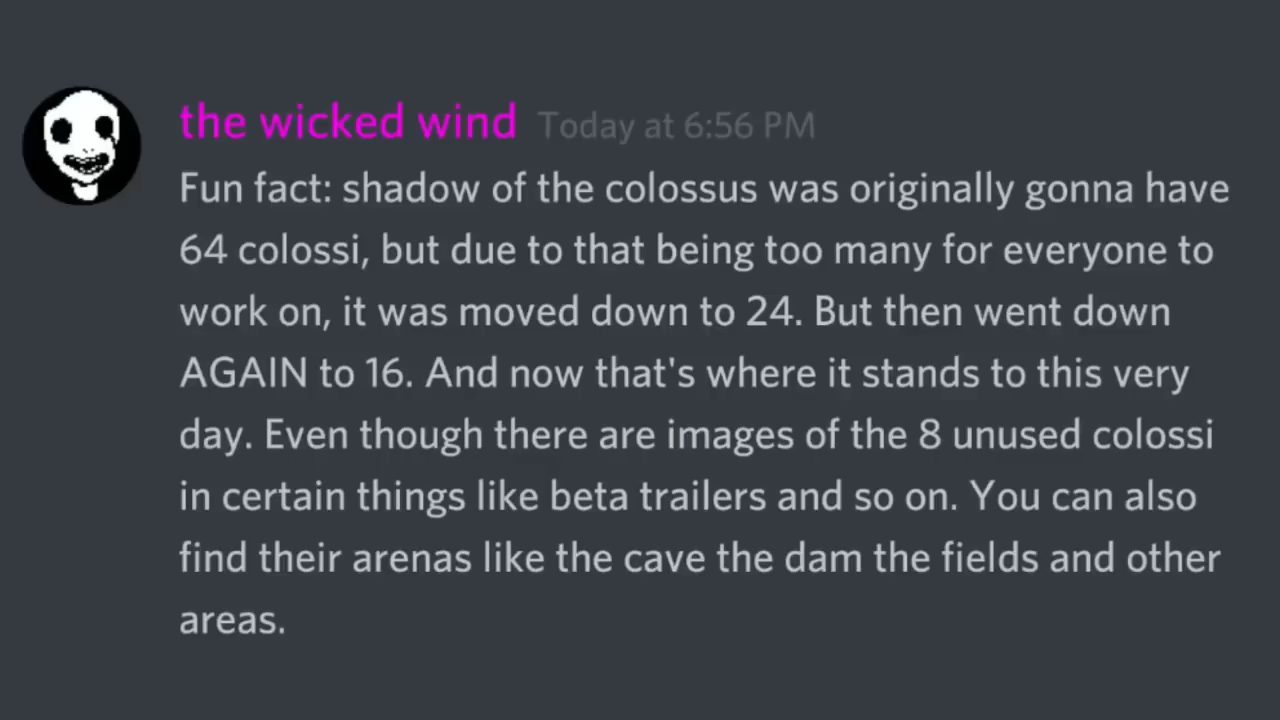 the wicked wind Today at 6:56 PM
Fun fact: shadow of the colossus was originally gonna have
64 colossi, but due to that being too many for everyone to
work on, it was moved down to 24. But then went down
AGAIN to 16. And now that's where it stands to this very
day. Even though there are images of the 8 unused colossi
in certain things like beta trailers and so on. You can also
find their arenas like the cave the dam the fields and other
areas.